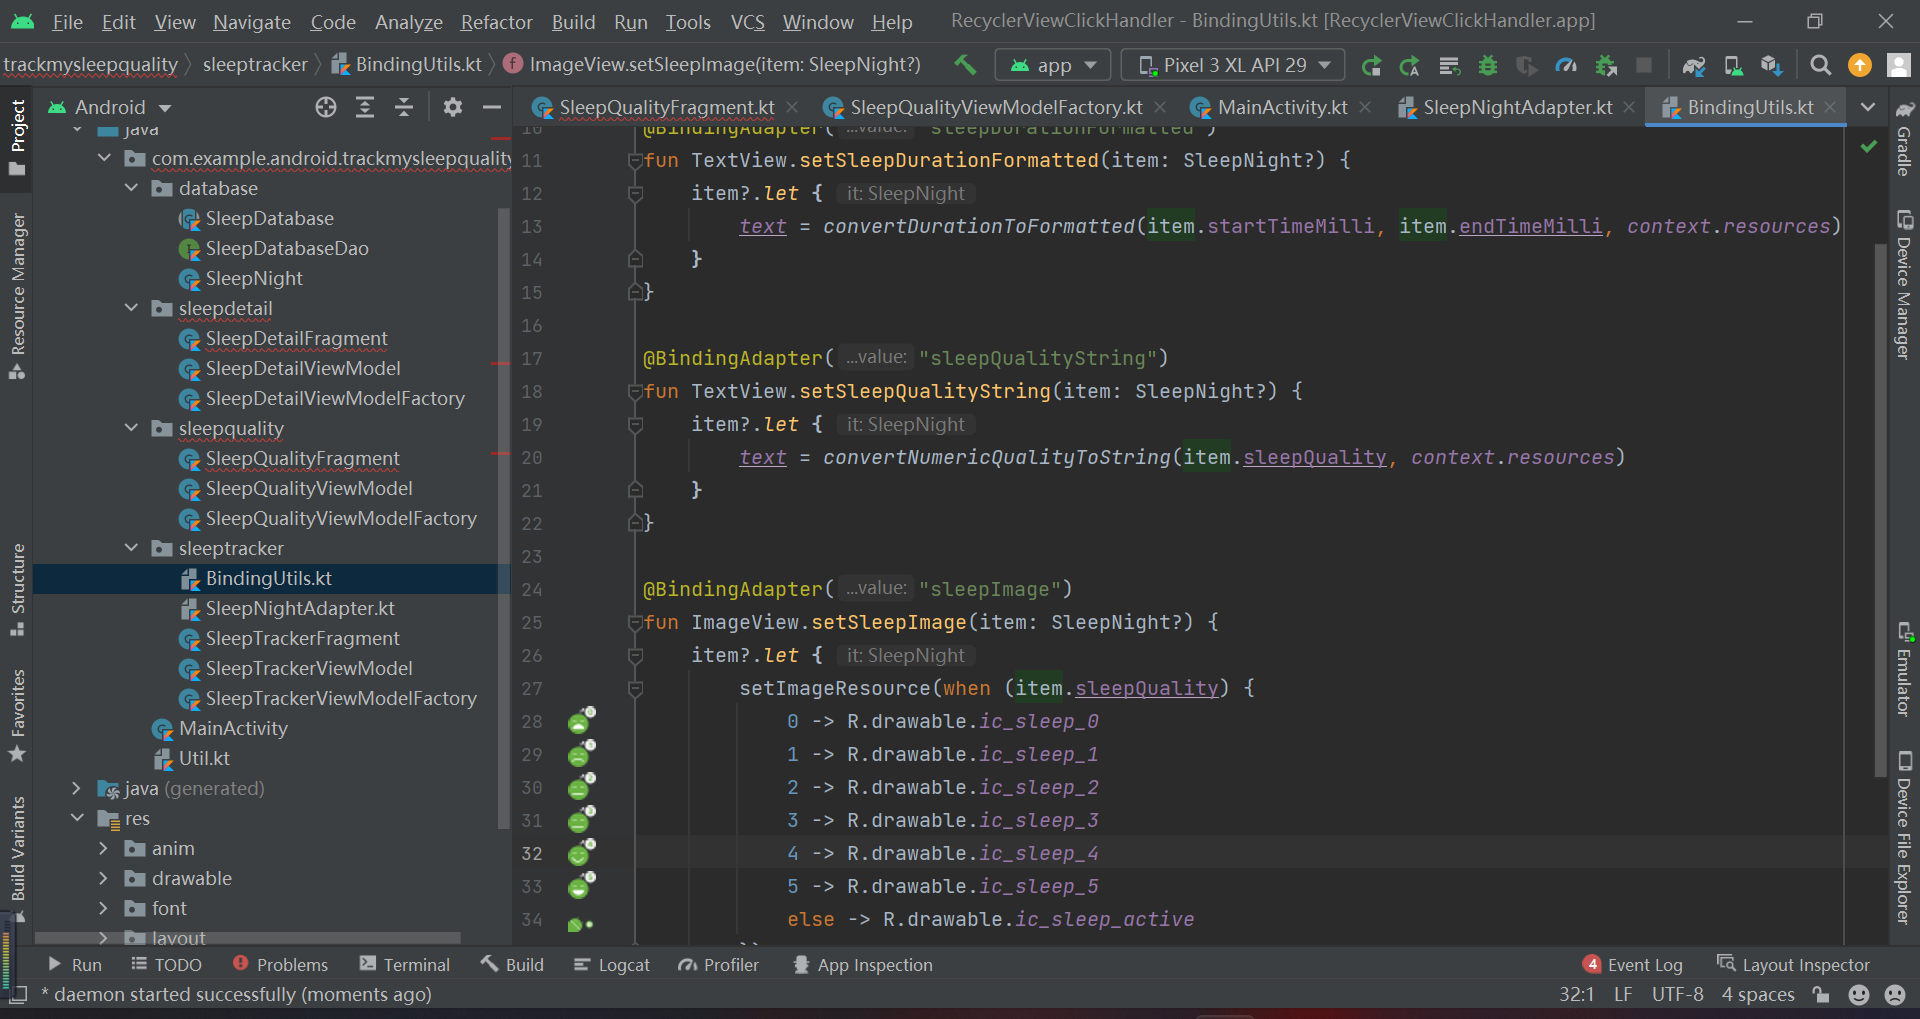 File Edit View Navigate Code Analyze Refactor Build Run Tools VCS Window Help RecyclerViewClickHandler - BindingUtils.kt [RecyclerViewClickHandler.app]
trackmysleepquality sleeptracker BindingUtils.kt ImageView.setSleepImage(item: SleepNight?) app Pixel 3 XL API 29
Android
SleepQualityFragment.kt SleepQualityViewModelFactory.kt MainActivity.kt SleepNightAdapter.kt BindingUtils.kt
Project
Resource Manager
Structure
Favorites
Build Variants
java
com.example.android.trackmysleepquality
database
SleepDatabase
SleepDatabaseDao
SleepNight
sleepdetail
SleepDetailFragment
SleepDetailViewModel
SleepDetailViewModelFactory
sleepquality
SleepQualityFragment
SleepQualityViewModel
SleepQualityViewModelFactory
sleeptracker
BindingUtils.kt
SleepNightAdapter.kt
SleepTrackerFragment
SleepTrackerViewModel
SleepTrackerViewModelFactory
MainActivity
Util.kt
java (generated)
res
anim
drawable
font
layout
10 @BindingAdapter( ...value: "sleepDurationFormatted")
11 fun TextView.setSleepDurationFormatted(item: SleepNight?) {
12 item?.let { it: SleepNight
13 text = convertDurationToFormatted(item.startTimeMilli, item.endTimeMilli, context.resources)
14 }
15 }
16
17 @BindingAdapter( ...value: "sleepQualityString")
18 fun TextView.setSleepQualityString(item: SleepNight?) {
19 item?.let { it: SleepNight
20 text = convertNumericQualityToString(item.sleepQuality, context.resources)
21 }
22 }
23
24 @BindingAdapter( ...value: "sleepImage")
25 fun ImageView.setSleepImage(item: SleepNight?) {
26 item?.let { it: SleepNight
27 setImageResource(when (item.sleepQuality) {
28 0 -> R.drawable.ic_sleep_0
29 1 -> R.drawable.ic_sleep_1
30 2 -> R.drawable.ic_sleep_2
31 3 -> R.drawable.ic_sleep_3
32 4 -> R.drawable.ic_sleep_4
33 5 -> R.drawable.ic_sleep_5
34 else -> R.drawable.ic_sleep_active
})
Gradle
Device Manager
Emulator
Device File Explorer
Run TODO Problems Terminal Build Logcat Profiler App Inspection 4 Event Log Layout Inspector
* daemon started successfully (moments ago) 32:1 LF UTF-8 4 spaces